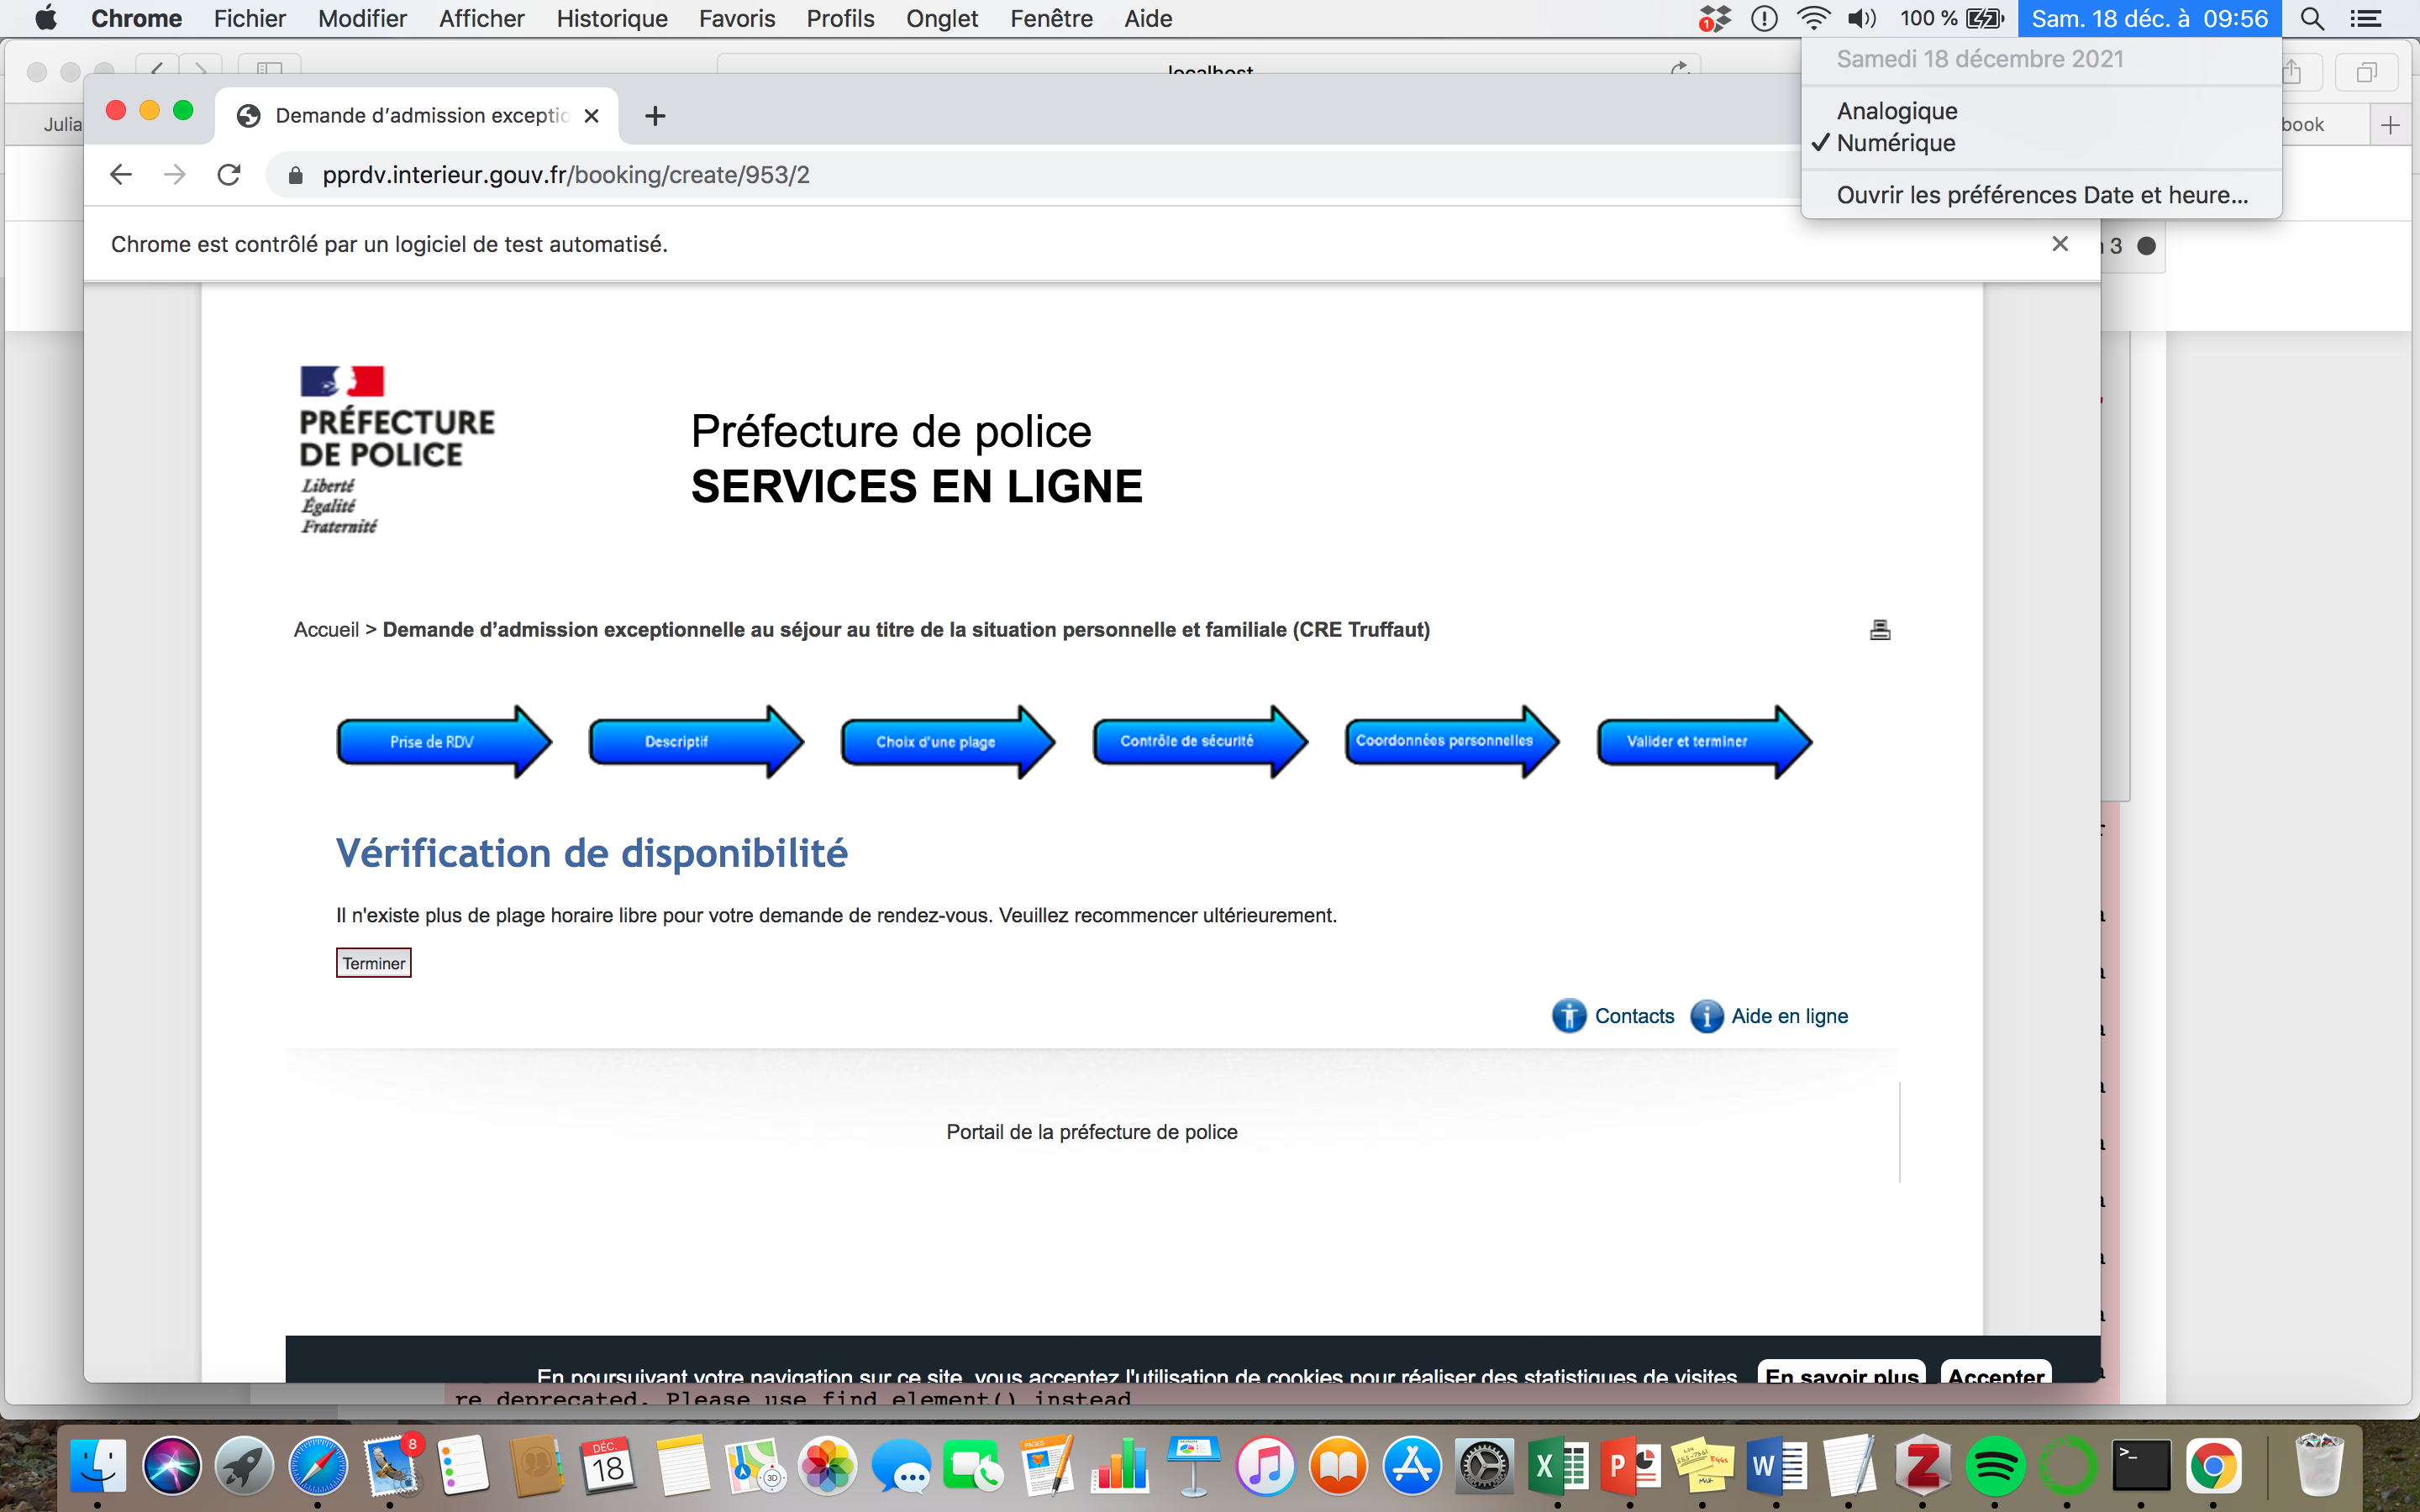 Chrome Fichier Modifier Afficher Historique Favoris Profils Onglet Fenêtre Aide
1 100 % Sam. 18 déc. à 09:56
Samedi 18 décembre 2021
Analogique
✓ Numérique
Ouvrir les préférences Date et heure...
localhost
Julia
book
Demande d'admission exceptio
pprdv.interieur.gouv.fr/booking/create/953/2
Chrome est contrôlé par un logiciel de test automatisé.
3
PRÉFECTURE
DE POLICE
Liberté
Égalité
Fraternité
Préfecture de police
SERVICES EN LIGNE
Accueil > Demande d'admission exceptionnelle au séjour au titre de la situation personnelle et familiale (CRE Truffaut)
Prise de RDV
Descriptif
Choix d'une plage
Contrôle de sécurité
Coordonnées personnelles
Valider et terminer
Vérification de disponibilité
Il n'existe plus de plage horaire libre pour votre demande de rendez-vous. Veuillez recommencer ultérieurement.
Terminer
Contacts Aide en ligne
Portail de la préfecture de police
En poursuivant votre navigation sur ce site, vous acceptez l'utilisation de cookies pour réaliser des statistiques de visites
En savoir plus
Accepter
re deprecated. Please use find_element() instead
8
DÉC.
18
3D
PAGES